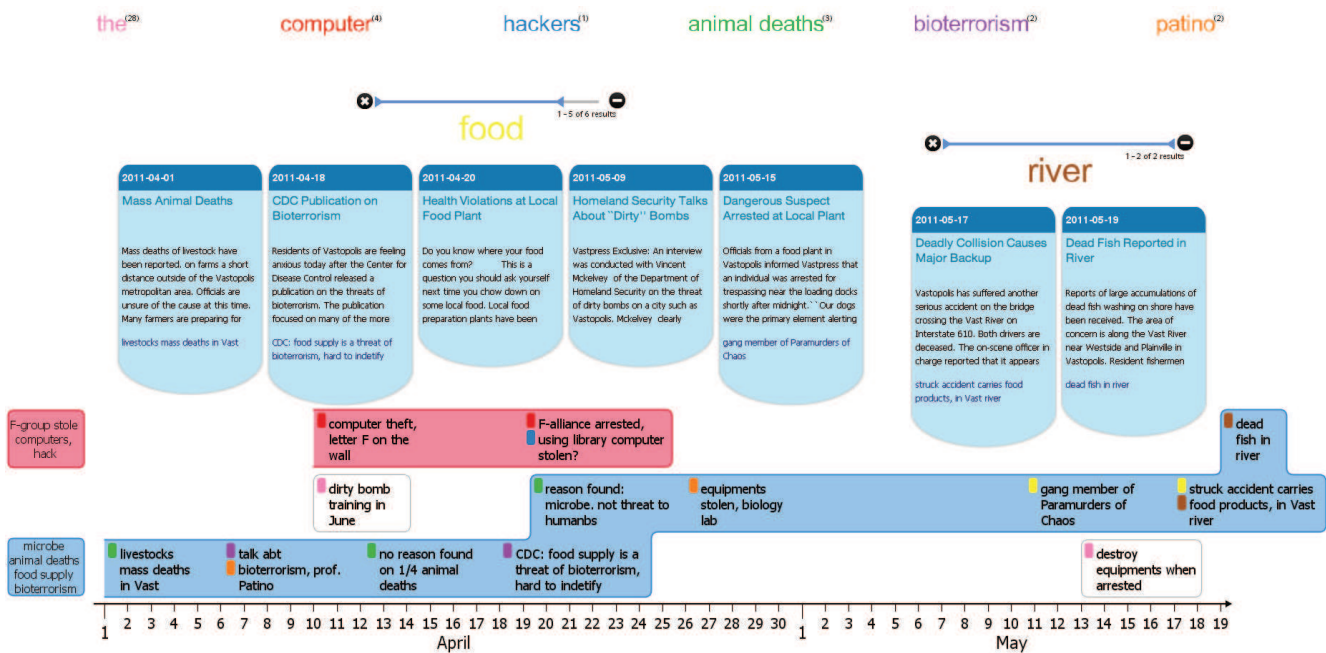 the(28)
computer(4)
hackers(1)
animal deaths(3)
bioterrorism(2)
patino(2)
1 - 5 of 6 results
food
1 - 2 of 2 results
river
2011-04-01
Mass Animal Deaths
Mass deaths of livestock have
been reported. on farms a short
distance outside of the Vastopolis
metropolitan area. Officials are
unsure of the cause at this time.
Many farmers are preparing for
livestocks mass deaths in Vast
2011-04-18
CDC Publication on
Bioterrorism
Residents of Vastopolis are feeling
anxious today after the Center for
Disease Control released a
publication on the threats of
bioterrorism. The publication
focused on many of the more
CDC: food supply is a threat of
bioterrorism, hard to indetify
2011-04-20
Health Violations at Local
Food Plant
Do you know where your food
comes from? This is a
question you should ask yourself
next time you chow down on
some local food. Local food
preparation plants have been
2011-05-09
Homeland Security Talks
About ``Dirty'' Bombs
Vastpress Exclusive: An interview
was conducted with Vincent
Mckelvey of the Department of
Homeland Security on the threat
of dirty bombs on a city such as
Vastopolis. Mckelvey clearly
2011-05-15
Dangerous Suspect
Arrested at Local Plant
Officials from a food plant in
Vastopolis informed Vastpress that
an individual was arrested for
trespassing near the loading docks
shortly after midnight.``Our dogs
were the primary element alerting
gang member of Paramurders of
Chaos
2011-05-17
Deadly Collision Causes
Major Backup
Vastopolis has suffered another
serious accident on the bridge
crossing the Vast River on
Interstate 610. Both drivers are
deceased. The on-scene officer in
charge reported that it appears
struck accident carries food
products, in Vast river
2011-05-19
Dead Fish Reported in
River
Reports of large accumulations of
dead fish washing on shore have
been received. The area of
concern is along the Vast River
near Westside and Plainville in
Vastopolis. Resident fishermen
dead fish in river
F-group stole
computers,
hack
computer theft,
letter F on the
wall
F-alliance arrested,
using library computer
stolen?
dead
fish in
river
dirty bomb
training in
June
reason found:
microbe. not threat to
humanbs
equipments
stolen, biology
lab
gang member of
Paramurders of
Chaos
struck accident carries
food products, in Vast
river
microbe
animal deaths
food supply
bioterrorism
livestocks
mass deaths
in Vast
talk abt
bioterrorism, prof.
Patino
no reason found
on 1/4 animal
deaths
CDC: food supply is a
threat of bioterrorism,
hard to indetify
destroy
equipments when
arrested
1 2 3 4 5 6 7 8 9 10 11 12 13 14 15 16 17 18 19 20 21 22 23 24 25 26 27 28 29 30 1 2 3 4 5 6 7 8 9 10 11 12 13 14 15 16 17 18 19
April
May